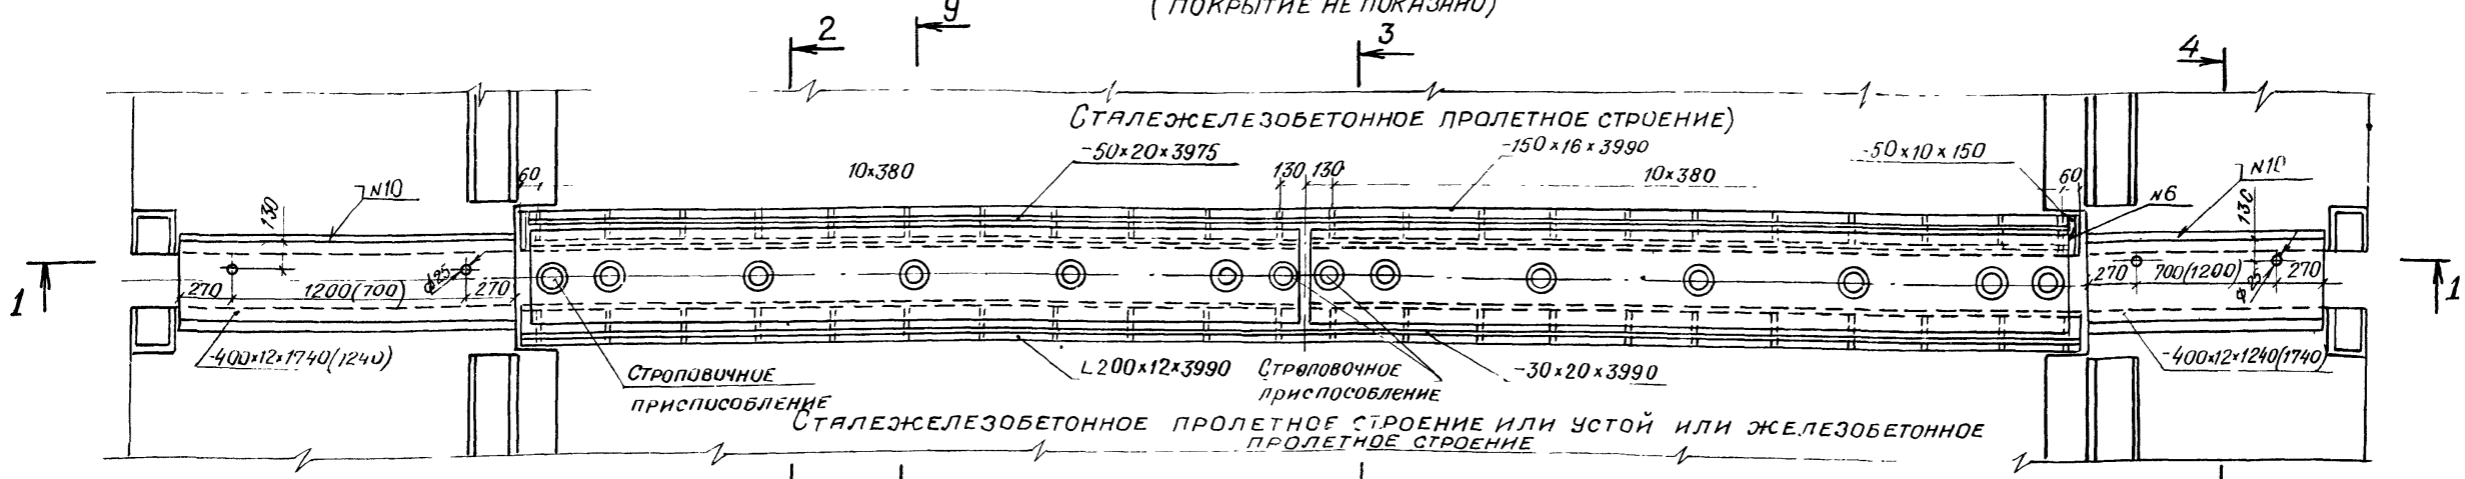 (ПОКРЫТИЕ НЕ ПОКАЗАНО)
2
9
3
4
СТАЛЕЖЕЛЕЗОБЕТОННОЕ ПРОЛЕТНОЕ СТРОЕНИЕ)
-50×20×3975
-150×16×3990
-50×10×150
N10
60
10×380
130
130
10×380
60
N10
N6
130
130
1
270
1200(700)
ϕ25
270
270
700(1200)
ϕ25
270
1
-400×12×1740(1240)
СТРОПОВОЧНОЕ
ПРИСПОСОБЛЕНИЕ
L200×12×3990
СТРОПОВОЧНОЕ
ПРИСПОСОБЛЕНИЕ
-30×20×3990
-400×12×1240(1740)
СТАЛЕЖЕЛЕЗОБЕТОННОЕ ПРОЛЕТНОЕ СТРОЕНИЕ ИЛИ УСТОЙ ИЛИ ЖЕЛЕЗОБЕТОННОЕ
ПРОЛЕТНОЕ СТРОЕНИЕ